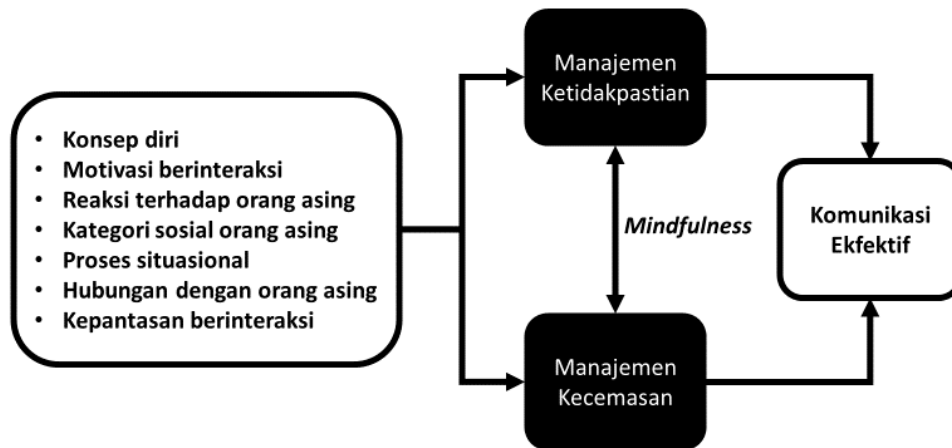 • Konsep diri
• Motivasi berinteraksi
• Reaksi terhadap orang asing
• Kategori sosial orang asing
• Proses situasional
• Hubungan dengan orang asing
• Kepantasan berinteraksi
Manajemen
Ketidakpastian
Mindfulness
Manajemen
Kecemasan
Komunikasi
Ekfektif